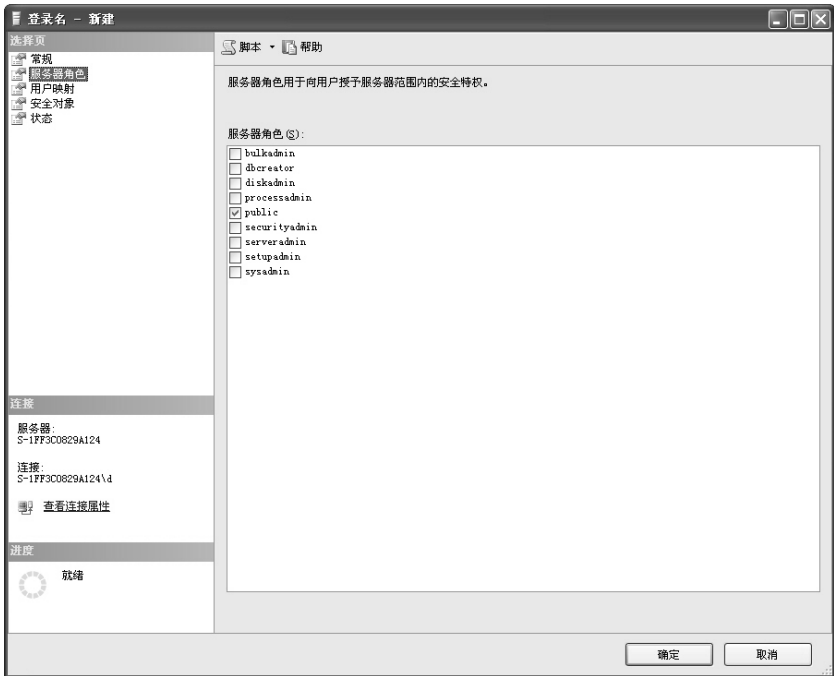 登录名 - 新建
选择页
常规
服务器角色
用户映射
安全对象
状态
脚本 帮助
服务器角色用于向用户授予服务器范围内的安全特权。
服务器角色(S):
bulkadmin
dbcreator
diskadmin
processadmin
public
securityadmin
serveradmin
setupadmin
sysadmin
连接
服务器:
S-1FF3C0829A124
连接:
S-1FF3C0829A124\d
查看连接属性
进度
就绪
确定 取消